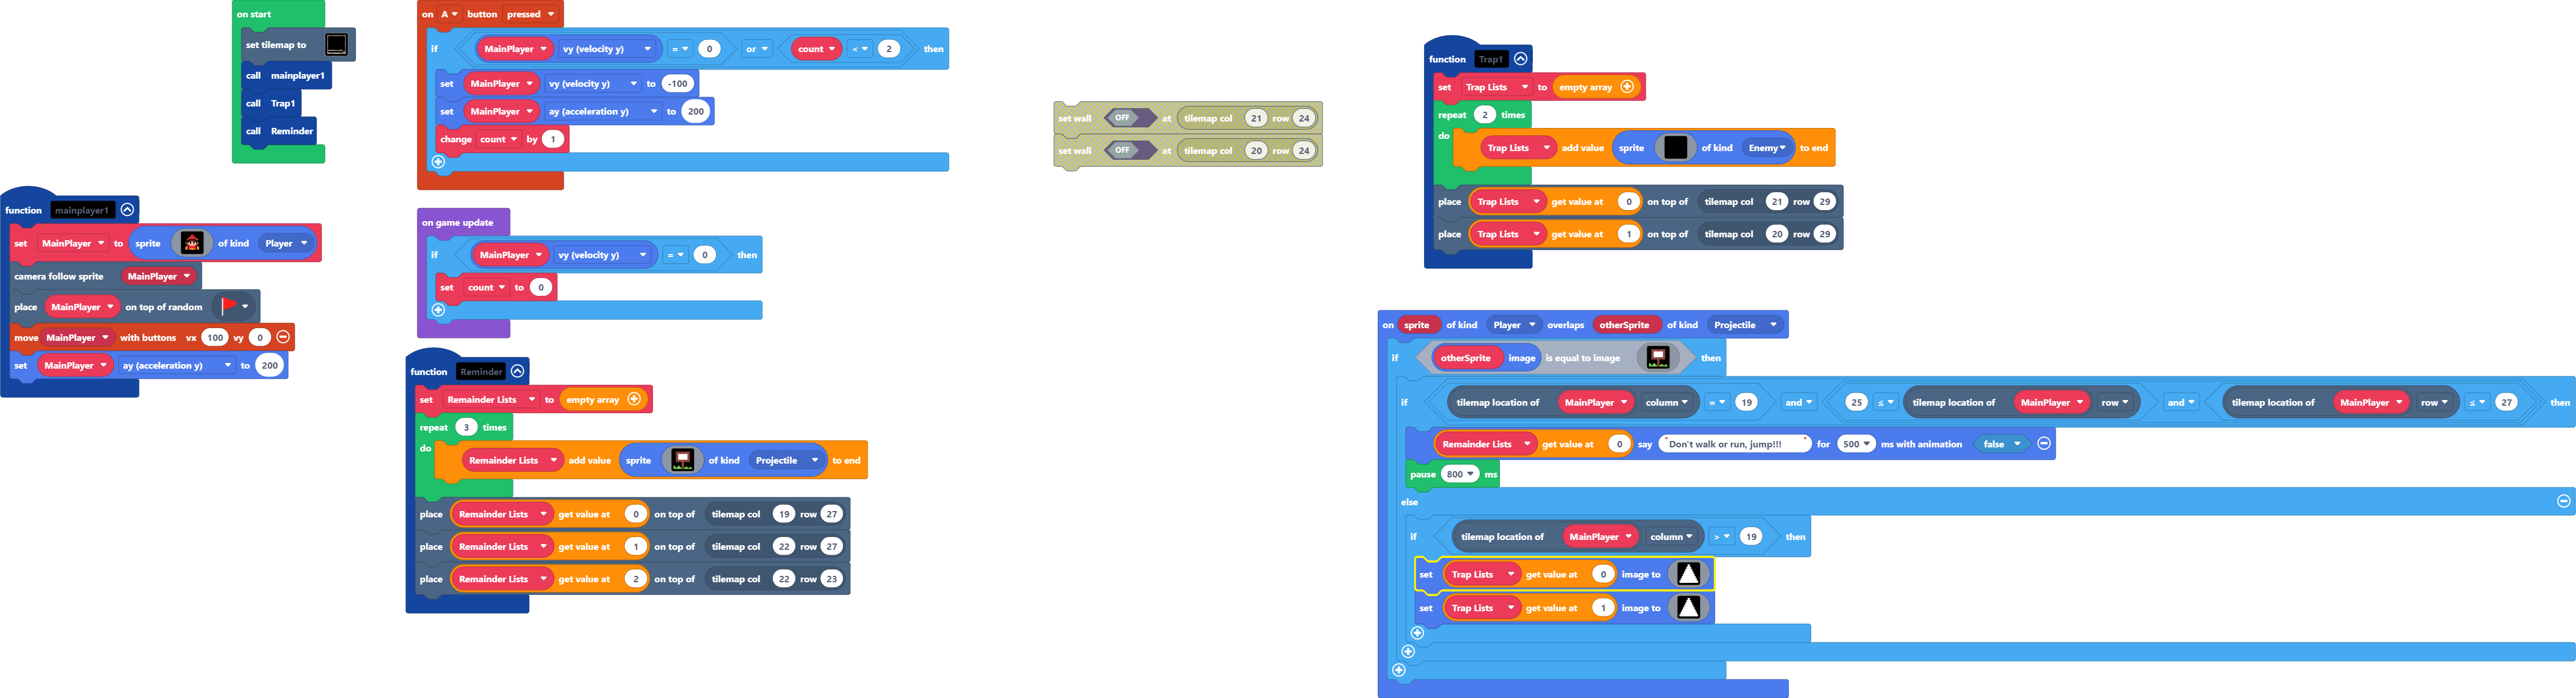 on start
set tilemap to
call mainplayer1
call Trap1
call Reminder
function mainplayer1
set MainPlayer to sprite of kind Player
camera follow sprite MainPlayer
place MainPlayer on top of random
move MainPlayer with buttons vx 100 vy 0
set MainPlayer ay (acceleration y) to 200
on A button pressed
if MainPlayer vy (velocity y) = 0 or count < 2 then
set MainPlayer vy (velocity y) to -100
set MainPlayer ay (acceleration y) to 200
change count by 1
on game update
if MainPlayer vy (velocity y) = 0 then
set count to 0
function Reminder
set Remainder Lists to empty array
repeat 3 times
do Remainder Lists add value sprite of kind Projectile to end
place Remainder Lists get value at 0 on top of tilemap col 19 row 27
place Remainder Lists get value at 1 on top of tilemap col 22 row 27
place Remainder Lists get value at 2 on top of tilemap col 22 row 23
set wall OFF at tilemap col 21 row 24
set wall OFF at tilemap col 20 row 24
function Trap1
set Trap Lists to empty array
repeat 2 times
do Trap Lists add value sprite of kind Enemy to end
place Trap Lists get value at 0 on top of tilemap col 21 row 29
place Trap Lists get value at 1 on top of tilemap col 20 row 29
on sprite of kind Player overlaps otherSprite of kind Projectile
if otherSprite image is equal to image then
if tilemap location of MainPlayer column = 19 and 25 ≤ tilemap location of MainPlayer row and tilemap location of MainPlayer row ≤ 27 then
Remainder Lists get value at 0 say "Don't walk or run, jump!!!" for 500 ms with animation false
pause 800 ms
else
if tilemap location of MainPlayer column > 19 then
set Trap Lists get value at 0 image to
set Trap Lists get value at 1 image to